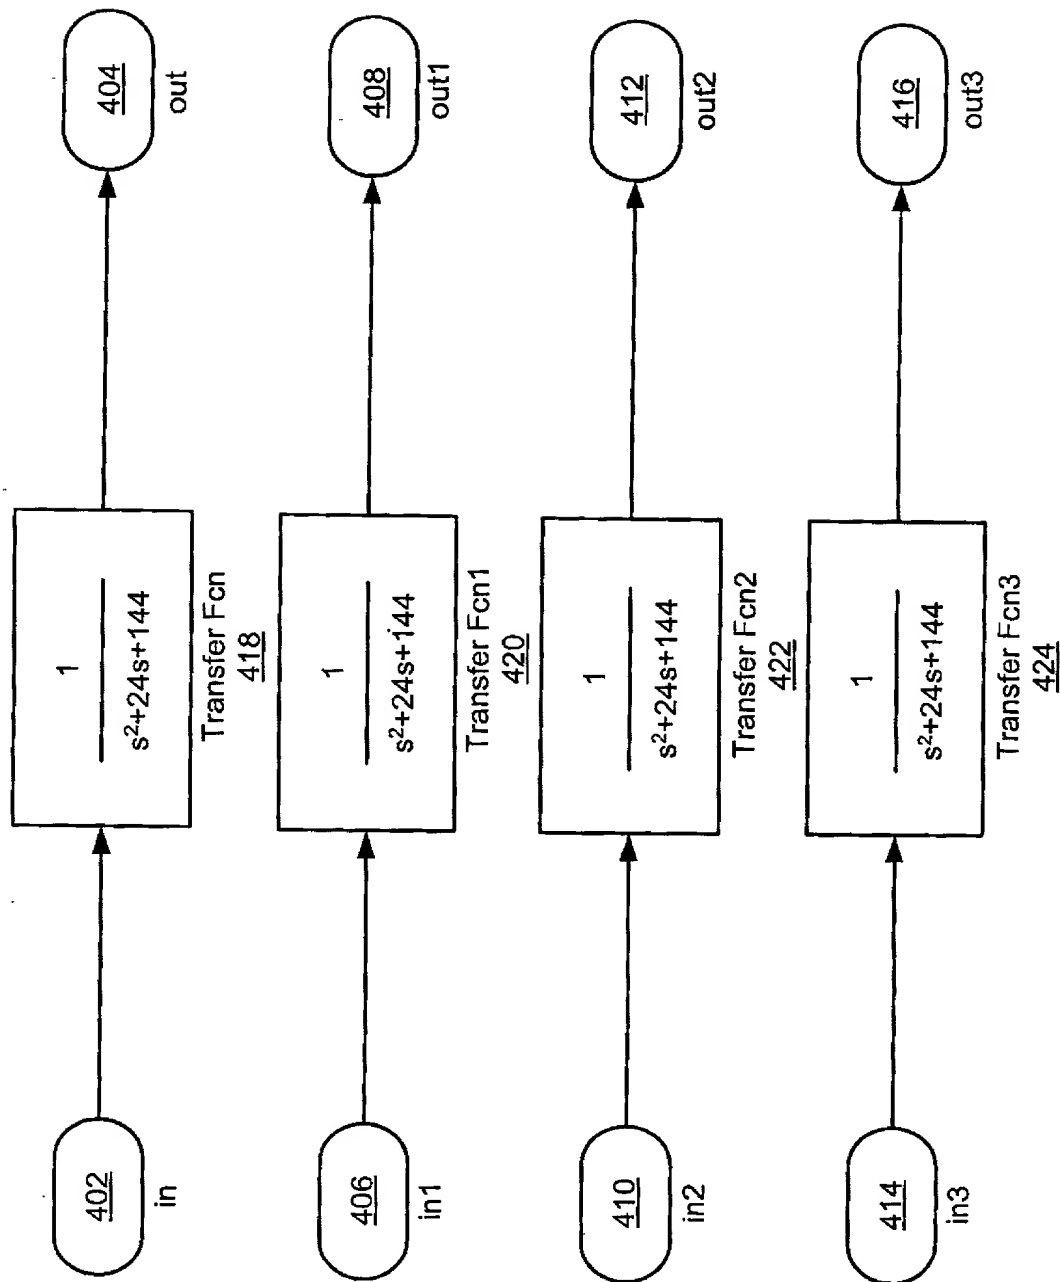 402
in
1
s²+24s+144
Transfer Fcn
418
404
out
406
in1
1
s²+24s+144
Transfer Fcn1
420
408
out1
410
in2
1
s²+24s+144
Transfer Fcn2
422
412
out2
414
in3
1
s²+24s+144
Transfer Fcn3
424
416
out3